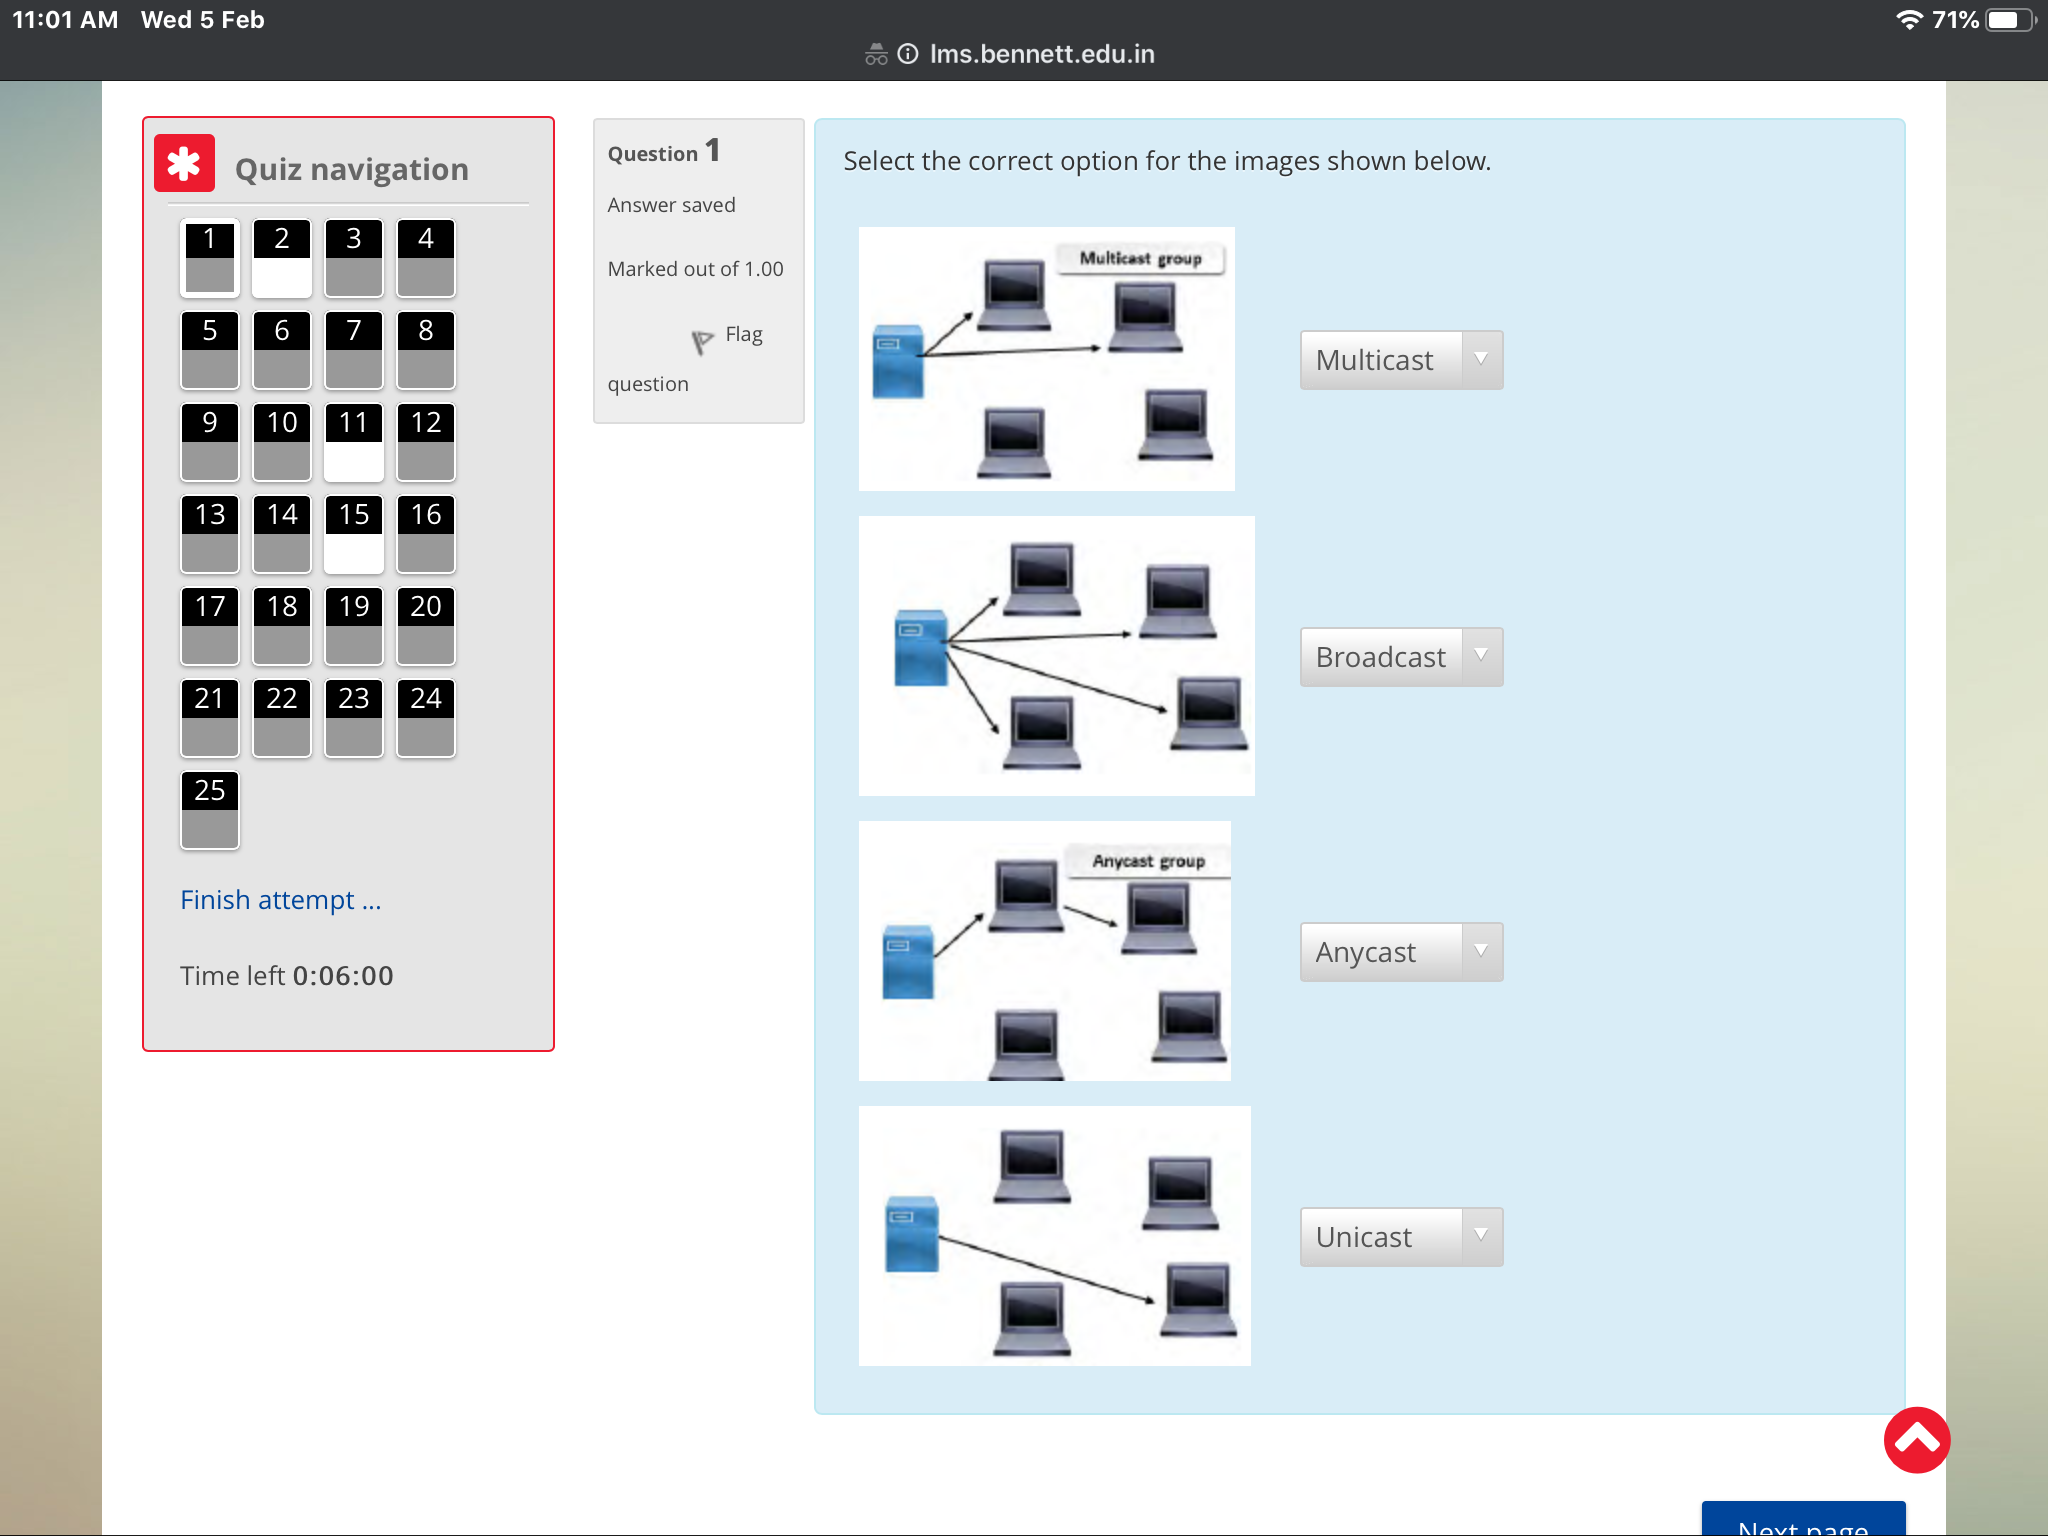 11:01 AM Wed 5 Feb
71%
lms.bennett.edu.in
Quiz navigation
1 2 3 4
5 6 7 8
9 10 11 12
13 14 15 16
17 18 19 20
21 22 23 24
25
Finish attempt ...
Time left 0:06:00
Question 1
Answer saved
Marked out of 1.00
Flag
question
Select the correct option for the images shown below.
Multicast group
Multicast
Broadcast
Anycast group
Anycast
Unicast
Next page